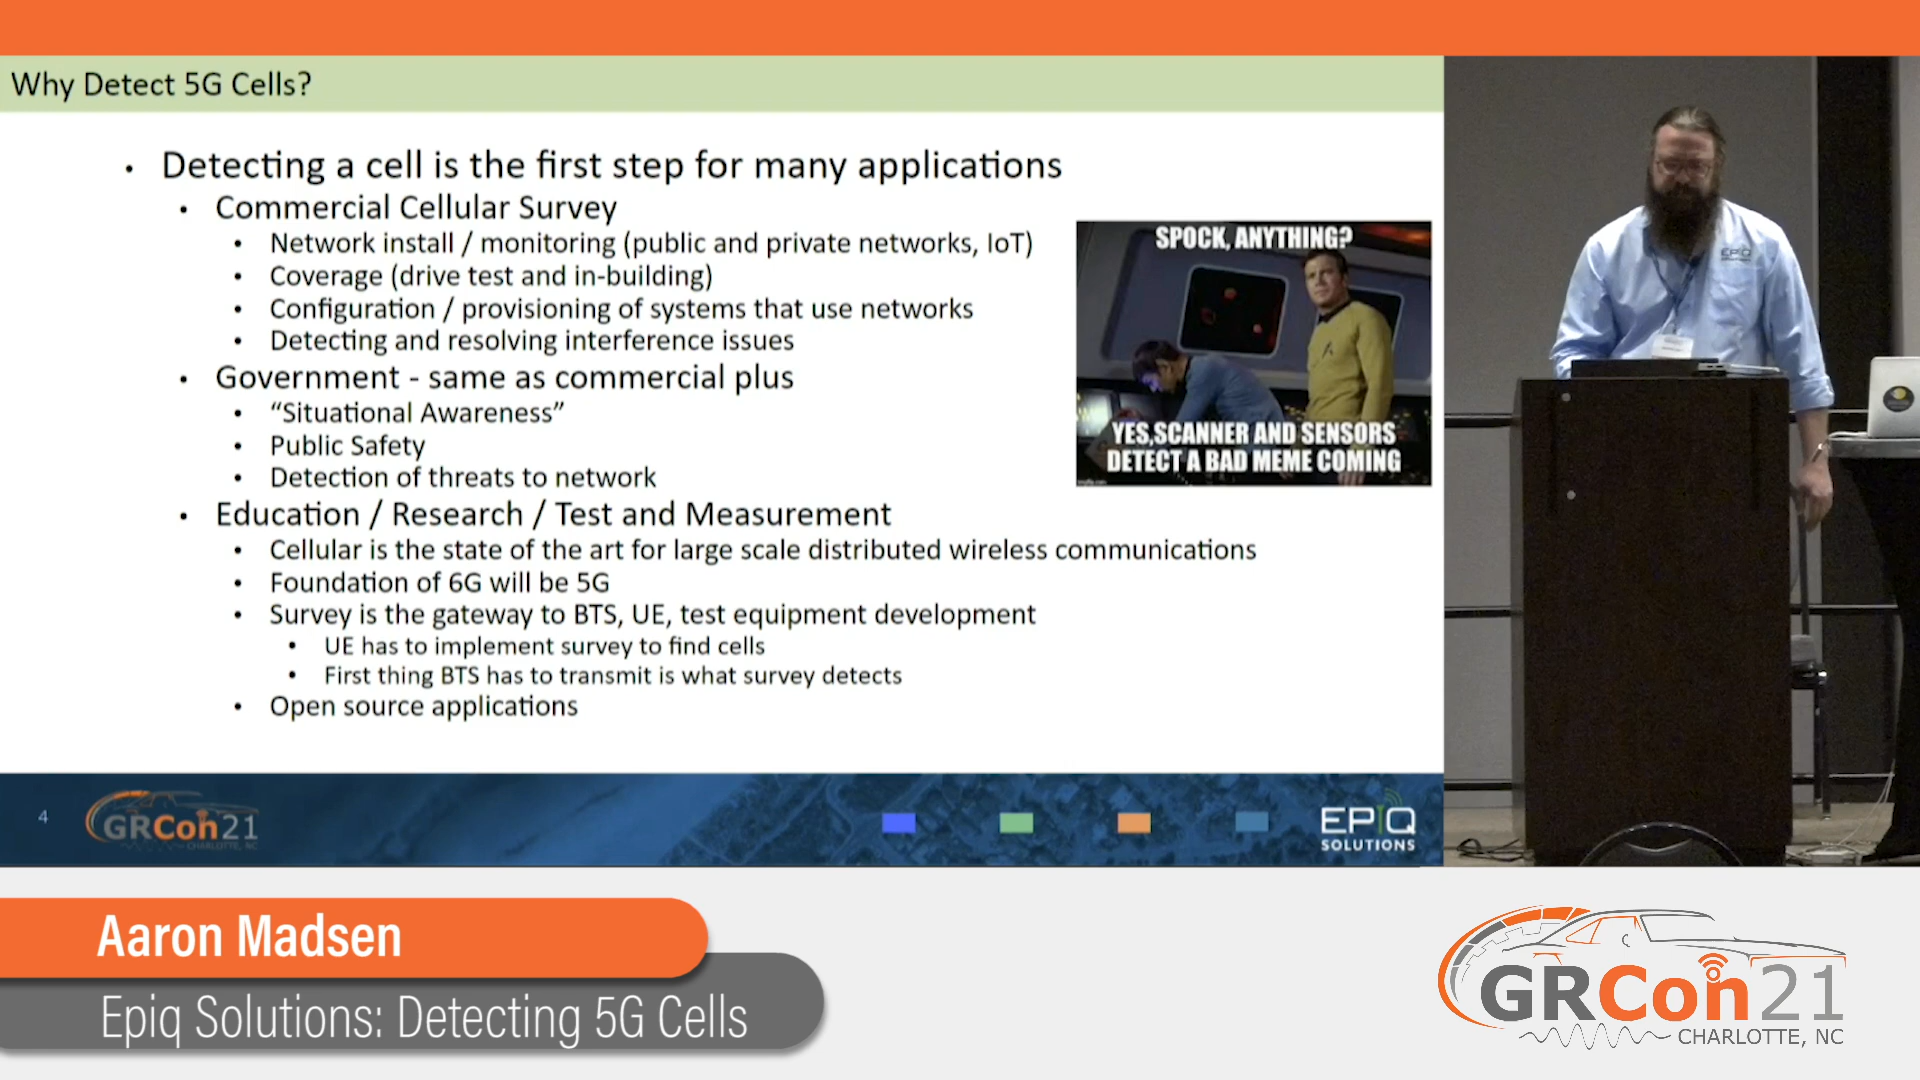 Why Detect 5G Cells?
• Detecting a cell is the first step for many applications
• Commercial Cellular Survey
• Network install / monitoring (public and private networks, IoT)
• Coverage (drive test and in-building)
• Configuration / provisioning of systems that use networks
• Detecting and resolving interference issues
• Government - same as commercial plus
• “Situational Awareness”
• Public Safety
• Detection of threats to network
• Education / Research / Test and Measurement
• Cellular is the state of the art for large scale distributed wireless communications
• Foundation of 6G will be 5G
• Survey is the gateway to BTS, UE, test equipment development
• UE has to implement survey to find cells
• First thing BTS has to transmit is what survey detects
• Open source applications
SPOCK, ANYTHING?
YES,SCANNER AND SENSORS
DETECT A BAD MEME COMING
4
GRCon21
CHARLOTTE, NC
EPIQ
SOLUTIONS
EPIQ
Aaron Madsen
Epiq Solutions: Detecting 5G Cells
GRCon21
CHARLOTTE, NC